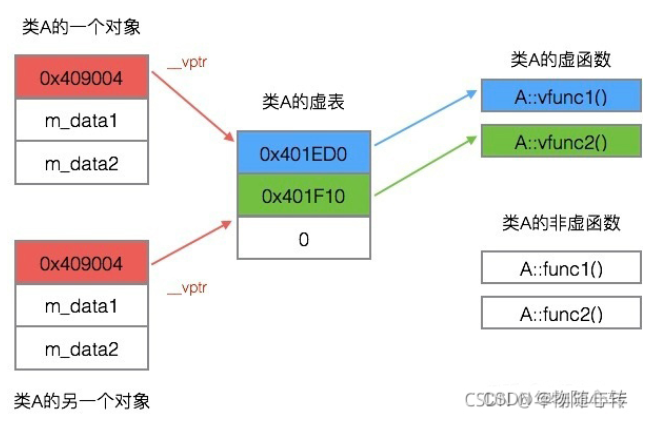 类A的一个对象
0x409004
m_data1
m_data2
__vptr
类A的虚表
0x401ED0
0x401F10
0
类A的虚函数
A::vfunc1()
A::vfunc2()
类A的非虚函数
A::func1()
A::func2()
0x409004
m_data1
m_data2
__vptr
类A的另一个对象
CSDN @物随心转